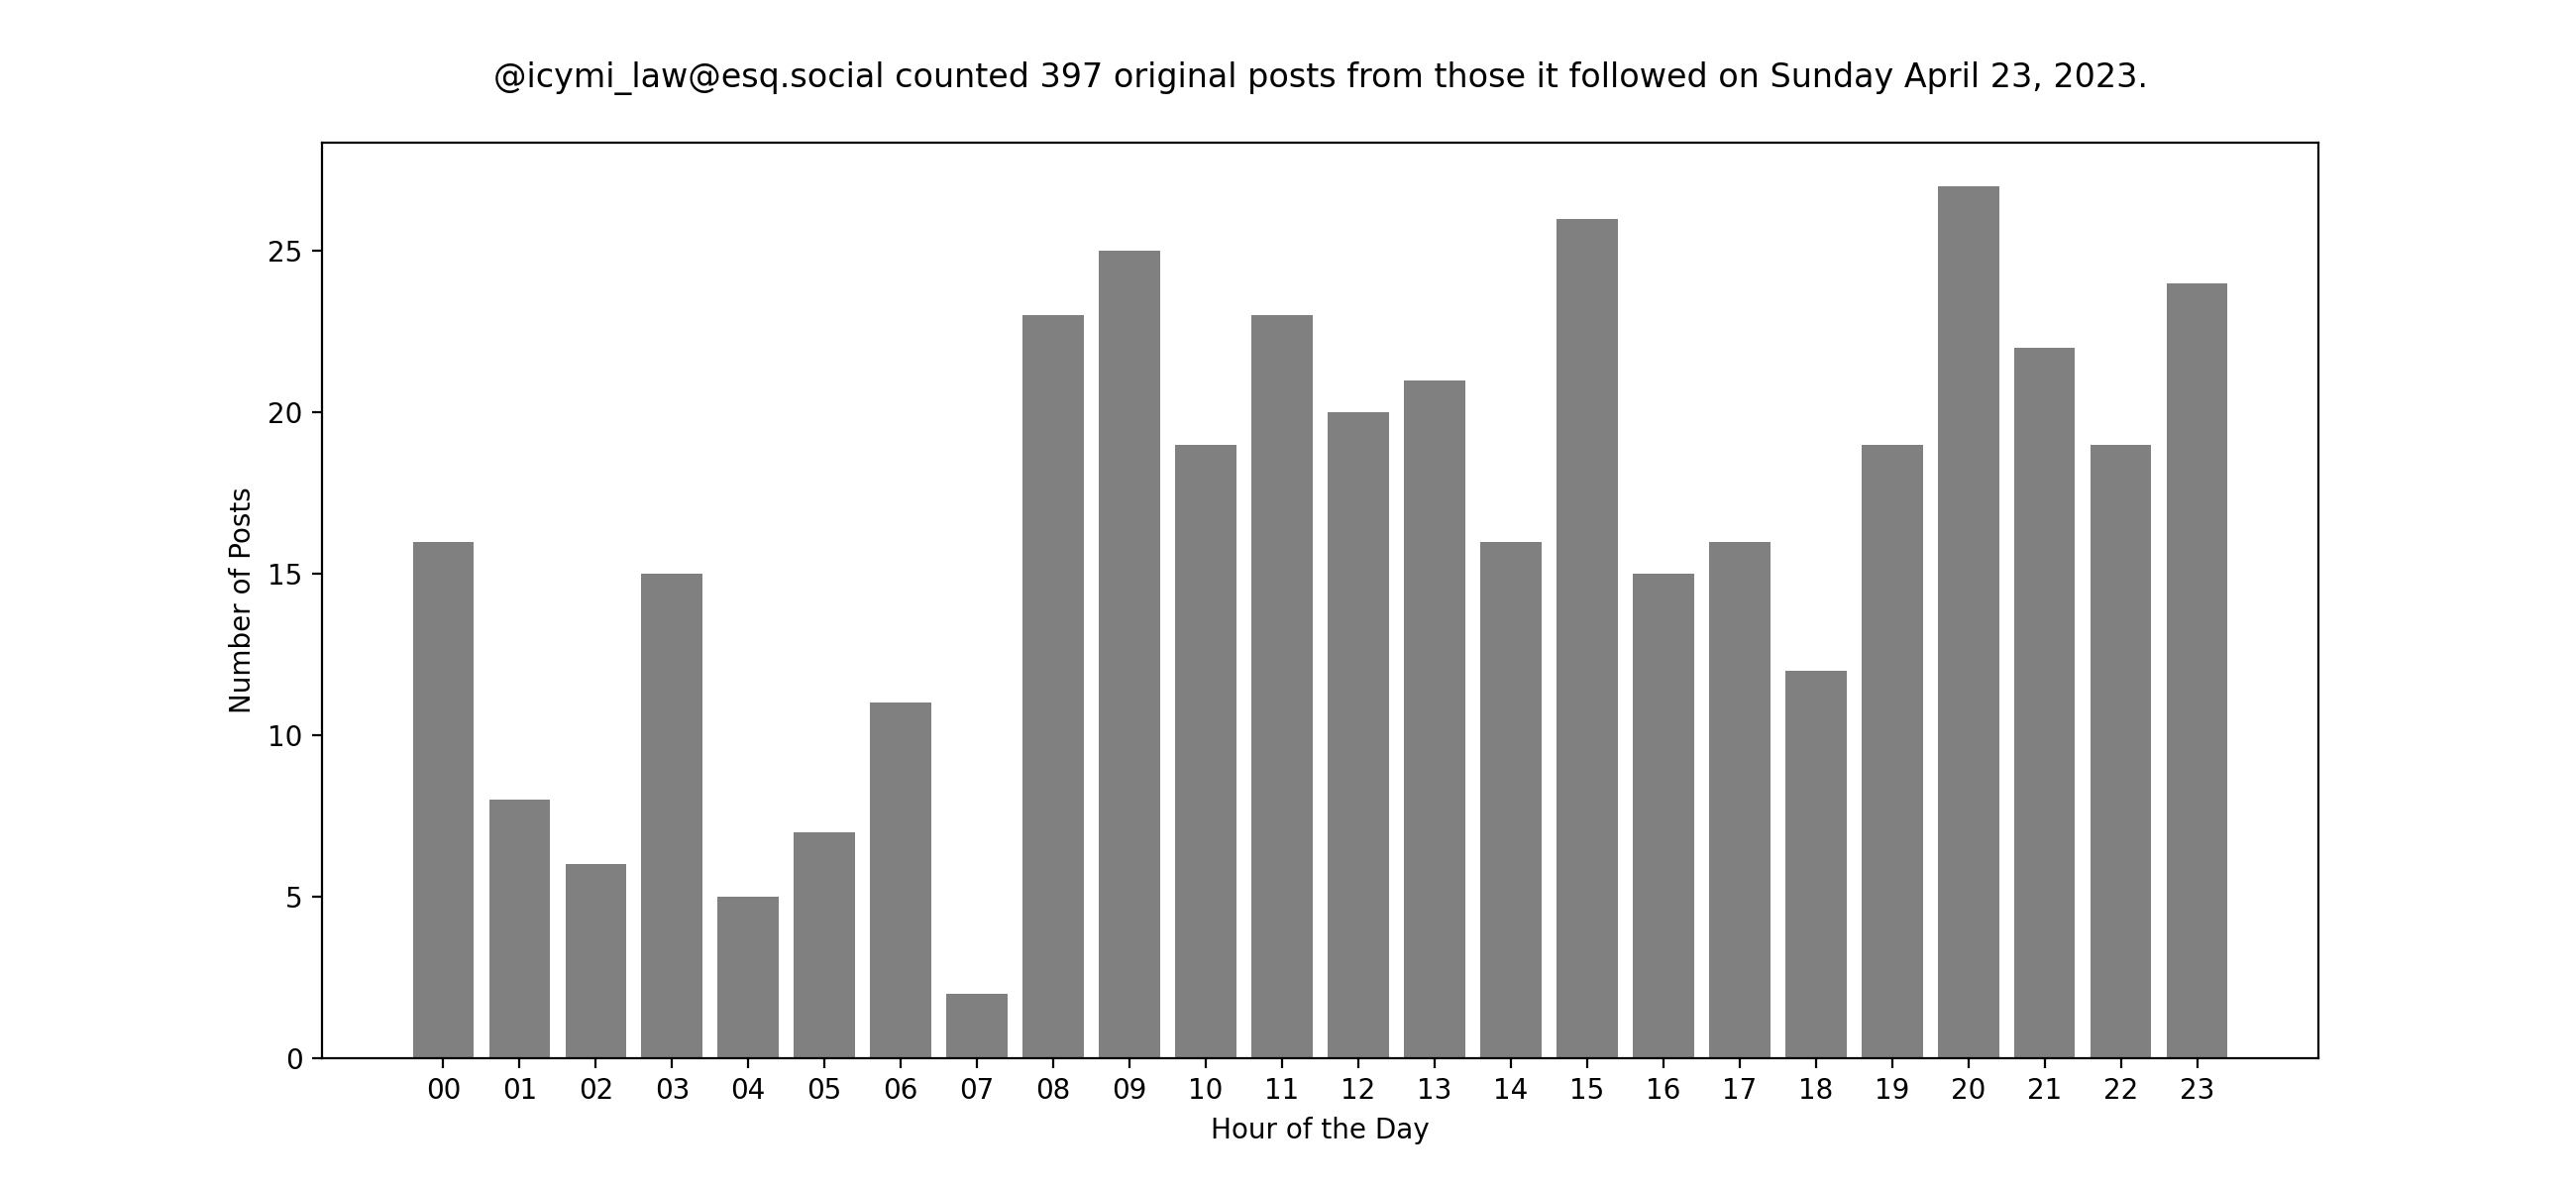 @icymi_law@esq.social counted 397 original posts from those it followed on Sunday April 23, 2023.
25
20
15
10
5
0
Number of Posts
00 01 02 03 04 05 06 07 08 09 10 11 12 13 14 15 16 17 18 19 20 21 22 23
Hour of the Day